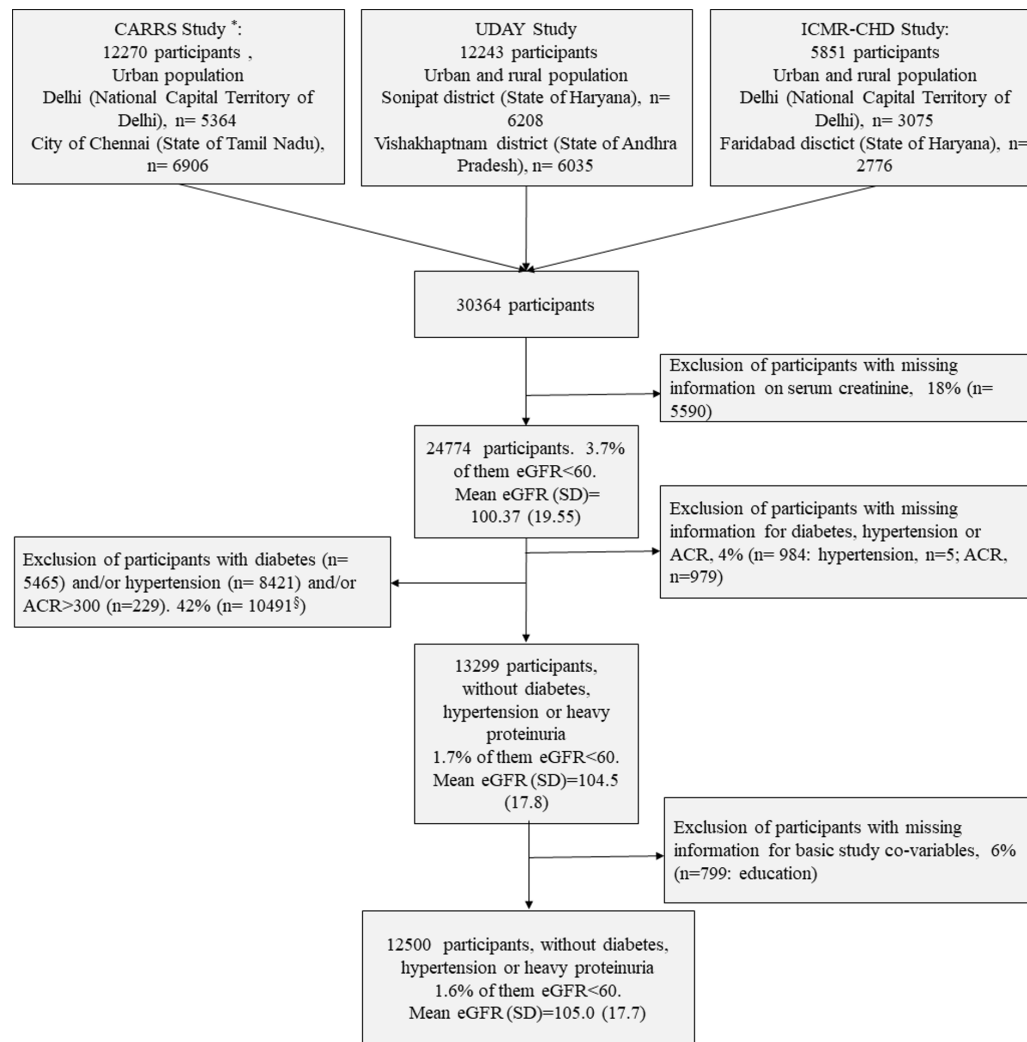 CARRS Study *:
12270 participants ,
Urban population
Delhi (National Capital Territory of
Delhi), n= 5364
City of Chennai (State of Tamil Nadu),
n= 6906
UDAY Study
12243 participants
Urban and rural population
Sonipat district (State of Haryana), n=
6208
Vishakhaptnam district (State of Andhra
Pradesh), n= 6035
ICMR-CHD Study:
5851 participants
Urban and rural population
Delhi (National Capital Territory of
Delhi), n= 3075
Faridabad disctict (State of Haryana), n=
2776
30364 participants
Exclusion of participants with missing
information on serum creatinine, 18% (n=
5590)
24774 participants. 3.7%
of them eGFR<60.
Mean eGFR (SD)=
100.37 (19.55)
Exclusion of participants with missing
information for diabetes, hypertension or
ACR, 4% (n= 984: hypertension, n=5; ACR,
n=979)
Exclusion of participants with diabetes (n=
5465) and/or hypertension (n= 8421) and/or
ACR>300 (n=229). 42% (n= 10491§)
13299 participants,
without diabetes,
hypertension or heavy
proteinuria
1.7% of them eGFR<60.
Mean eGFR (SD)=104.5
(17.8)
Exclusion of participants with missing
information for basic study co-variables, 6%
(n=799: education)
12500 participants, without diabetes,
hypertension or heavy proteinuria
1.6% of them eGFR<60.
Mean eGFR (SD)=105.0 (17.7)